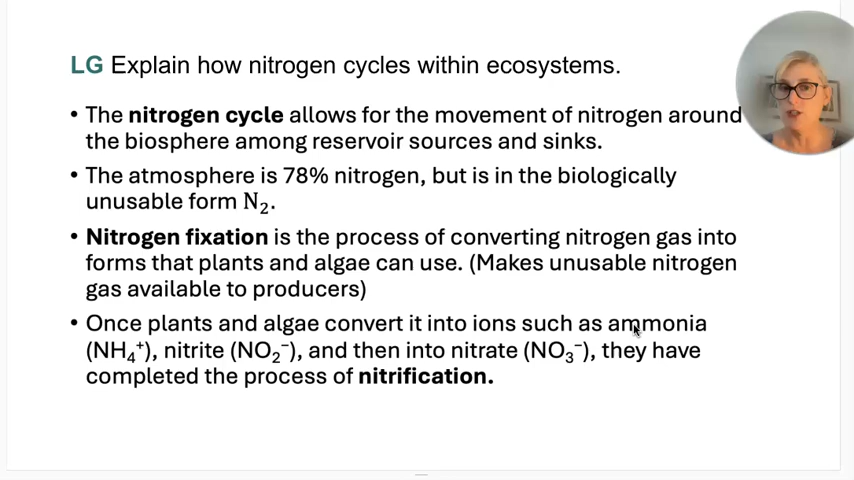 LG Explain how nitrogen cycles within ecosystems.
• The nitrogen cycle allows for the movement of nitrogen around
the biosphere among reservoir sources and sinks.
• The atmosphere is 78% nitrogen, but is in the biologically
unusable form N₂.
• Nitrogen fixation is the process of converting nitrogen gas into
forms that plants and algae can use. (Makes unusable nitrogen
gas available to producers)
• Once plants and algae convert it into ions such as ammonia
(NH₄⁺), nitrite (NO₂⁻), and then into nitrate (NO₃⁻), they have
completed the process of nitrification.